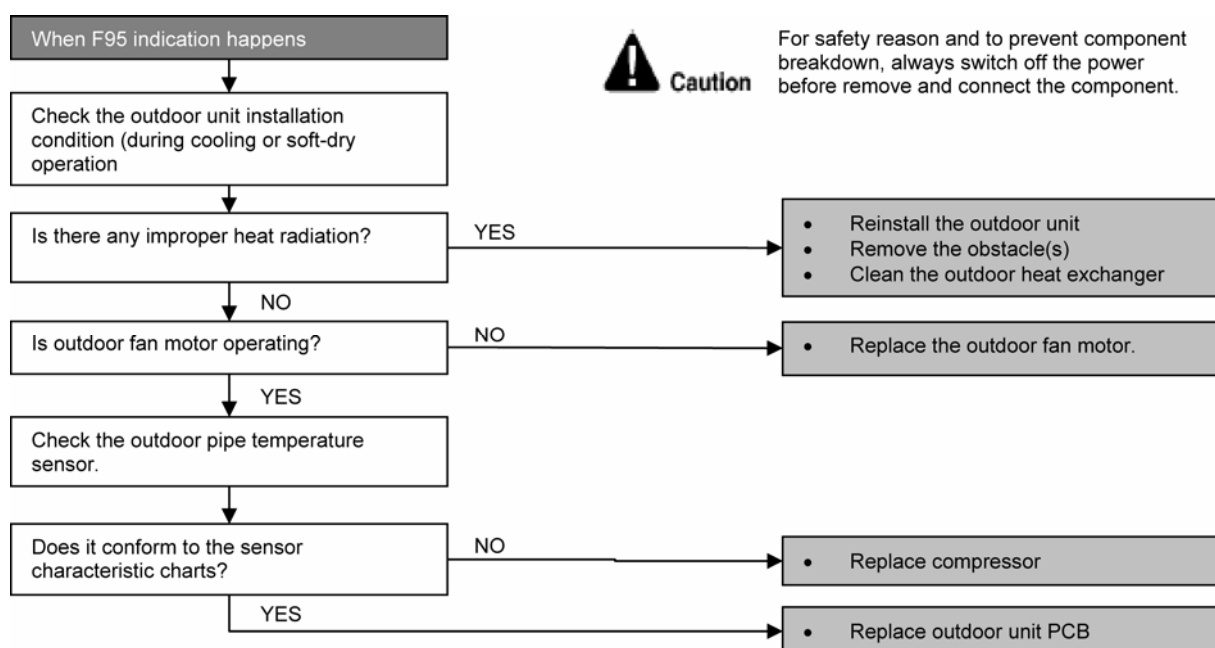 When F95 indication happens
Caution
For safety reason and to prevent component
breakdown, always switch off the power
before remove and connect the component.
Check the outdoor unit installation
condition (during cooling or soft-dry
operation
Is there any improper heat radiation?
YES
• Reinstall the outdoor unit
• Remove the obstacle(s)
• Clean the outdoor heat exchanger
NO
Is outdoor fan motor operating?
NO
• Replace the outdoor fan motor.
YES
Check the outdoor pipe temperature
sensor.
Does it conform to the sensor
characteristic charts?
NO
• Replace compressor
YES
• Replace outdoor unit PCB